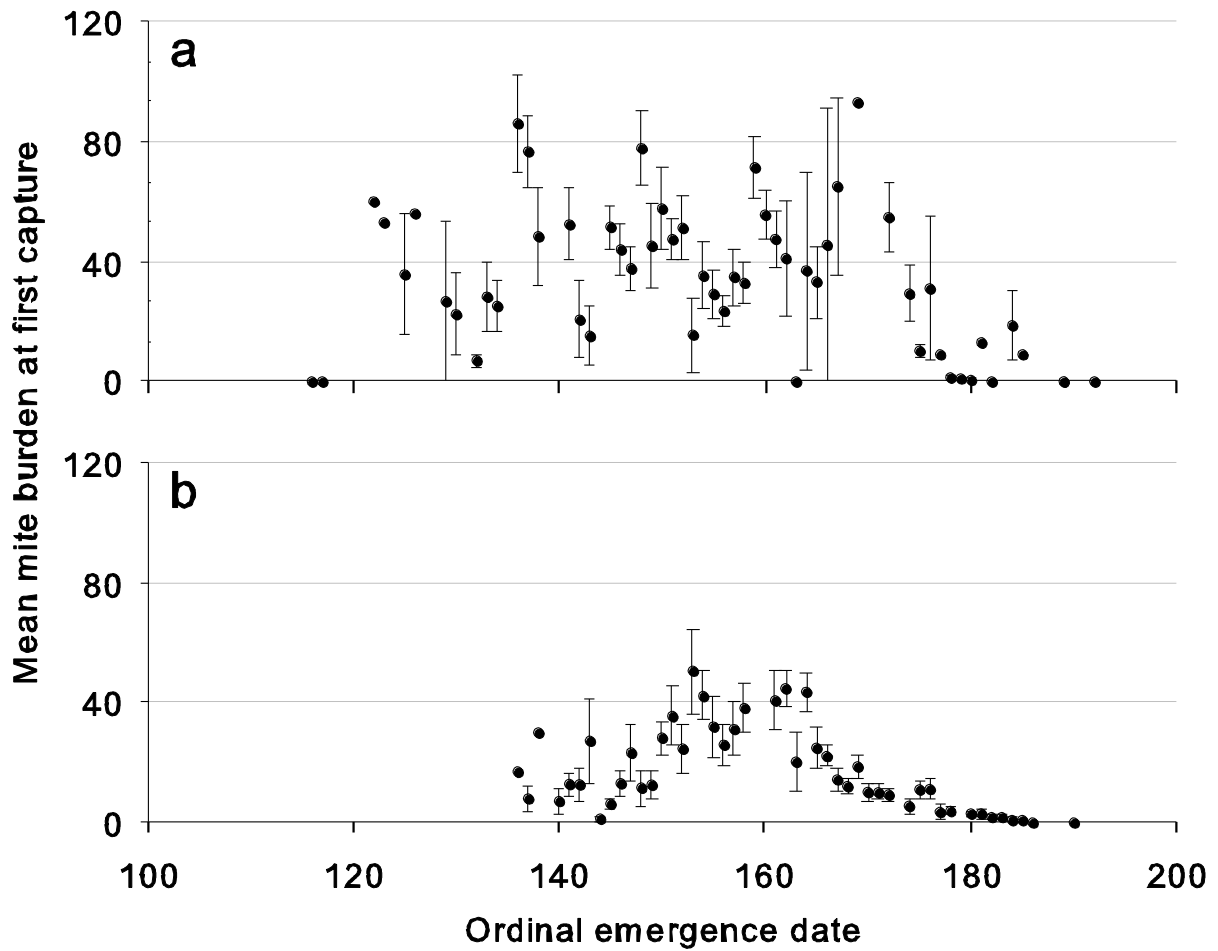 Mean mite burden at first capture
120
a
80
40
0
120
b
80
40
0
100 120 140 160 180 200
Ordinal emergence date